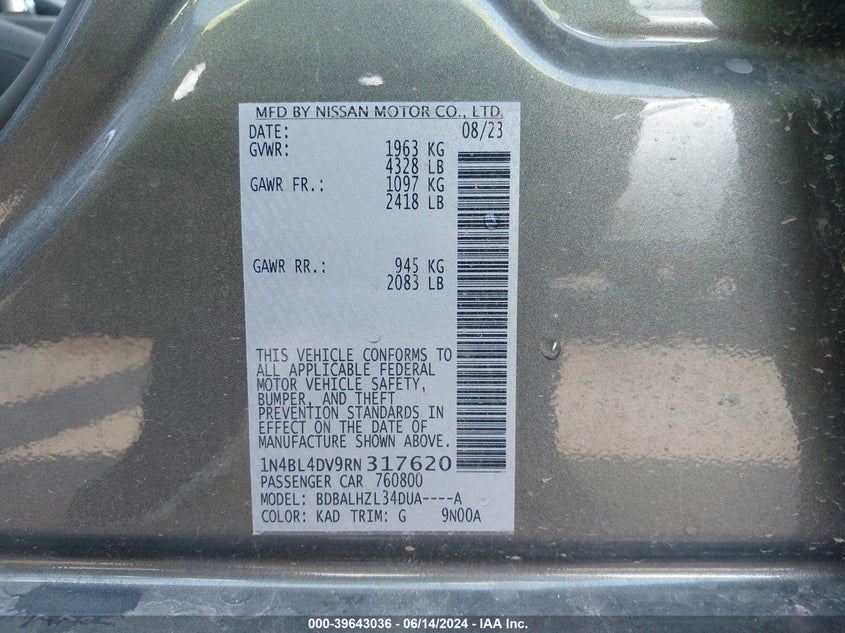 MFD BY NISSAN MOTOR CO., LTD.
DATE: 08/23
GVWR: 1963 KG
4328 LB
GAWR FR.: 1097 KG
2418 LB
GAWR RR.: 945 KG
2083 LB
THIS VEHICLE CONFORMS TO
ALL APPLICABLE FEDERAL
MOTOR VEHICLE SAFETY,
BUMPER, AND THEFT
PREVENTION STANDARDS IN
EFFECT ON THE DATE OF
MANUFACTURE SHOWN ABOVE.
1N4BL4DV9RN317620
PASSENGER CAR 760800
MODEL: BDBALHZL34DUA----A
COLOR: KAD TRIM: G 9N00A
000-39643036 / 06/14/2024 - IAA Inc.